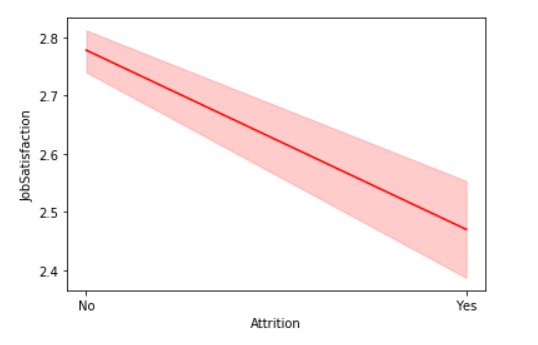 2.8
2.7
2.6
2.5
2.4
JobSatisfaction
No
Yes
Attrition